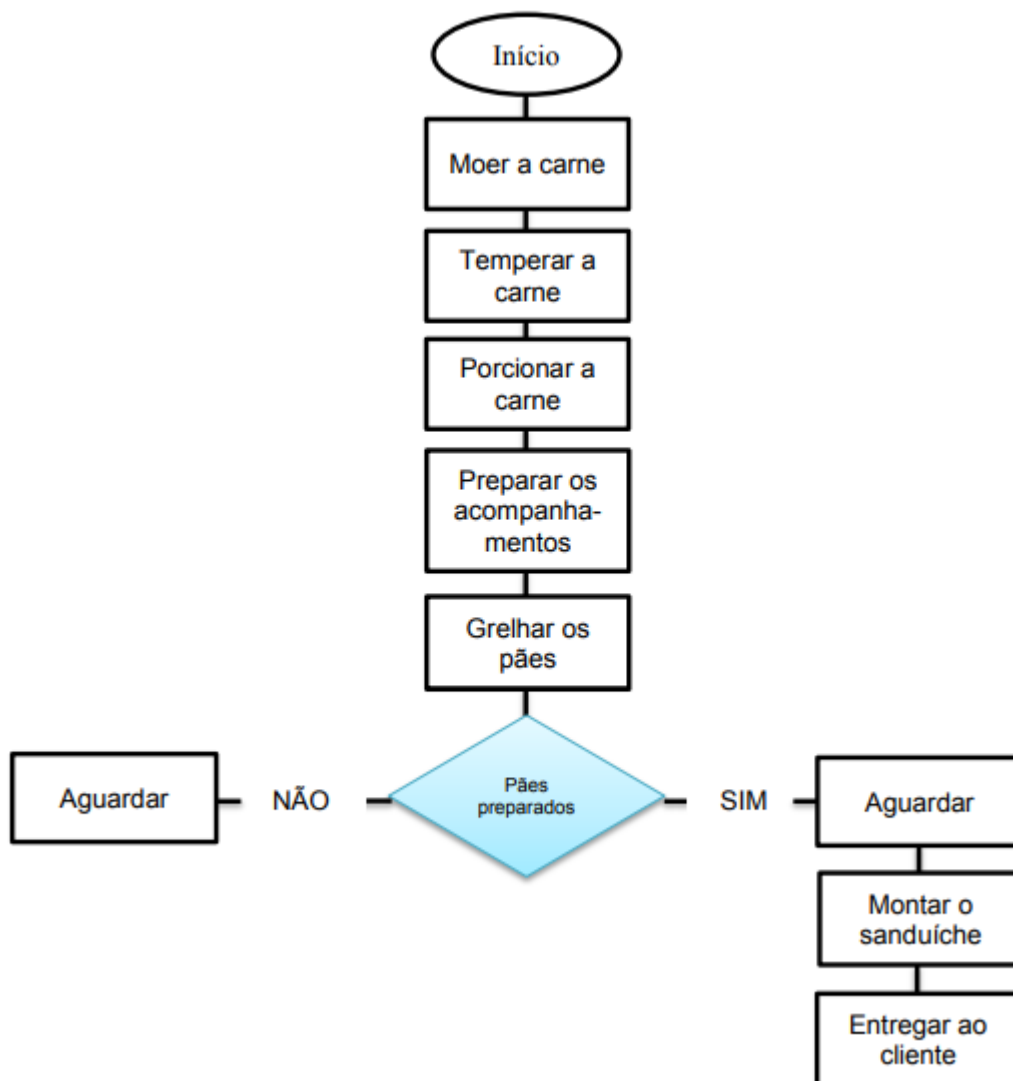 Início
Moer a carne
Temperar a
carne
Porcionar a
carne
Preparar os
acompanha-
mentos
Grelhar os
pães
Pães
preparados
Aguardar
NÃO
SIM
Aguardar
Montar o
sanduíche
Entregar ao
cliente